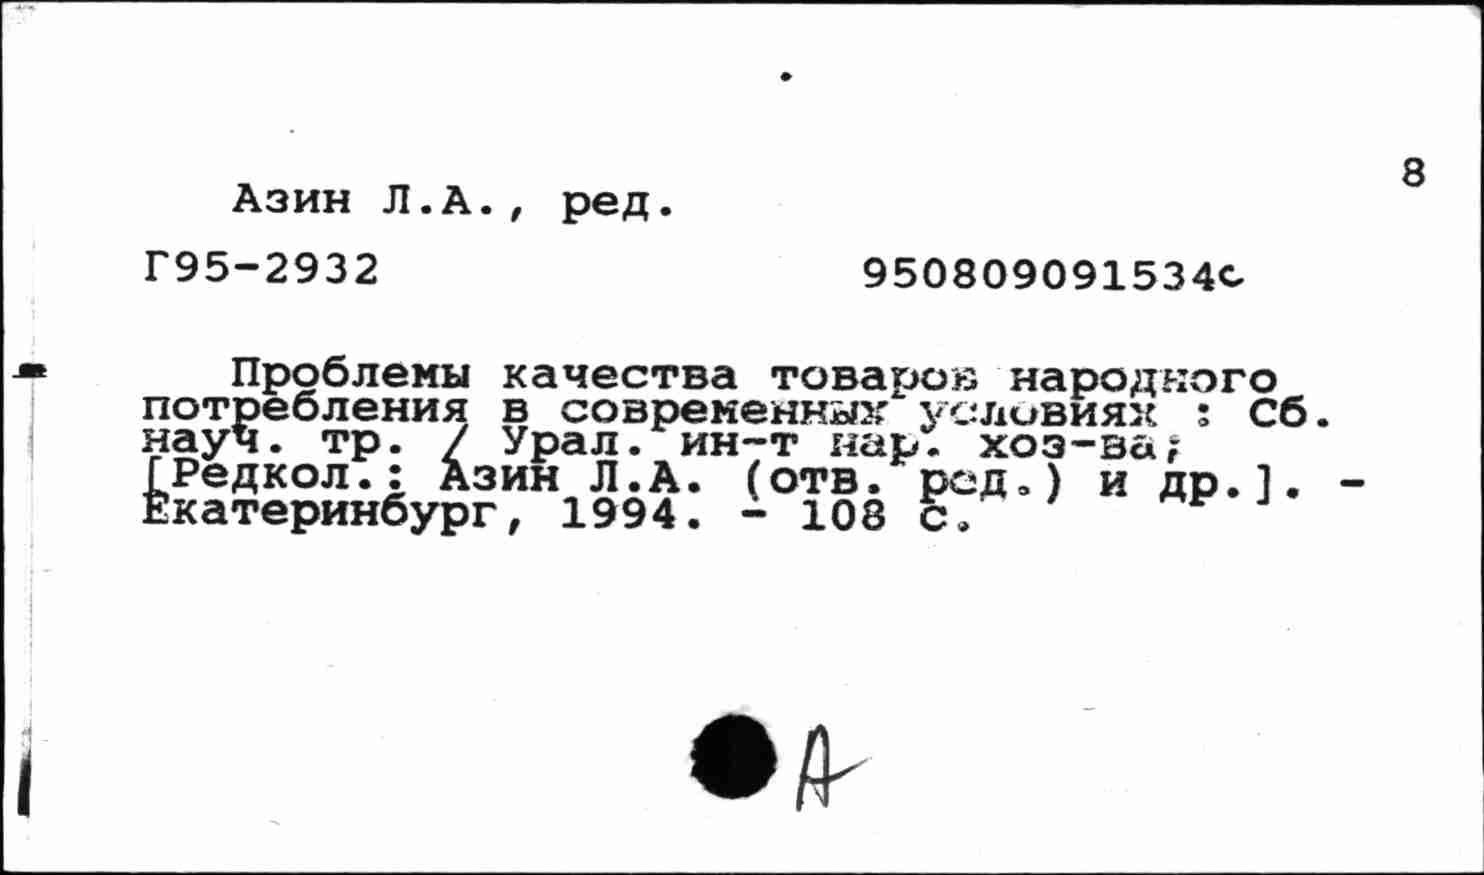 8
Азин Л.А., ред.
Г95-2932 950809091534с
Проблемы качества товаров народного
потребления в современных условиях : Сб.
науч. тр. / Урал. ин-т нар. хоз-ва;
[Редкол.: Азин Л.А. (отв. ред.) и др.]. -
Екатеринбург, 1994. - 108 с.
А